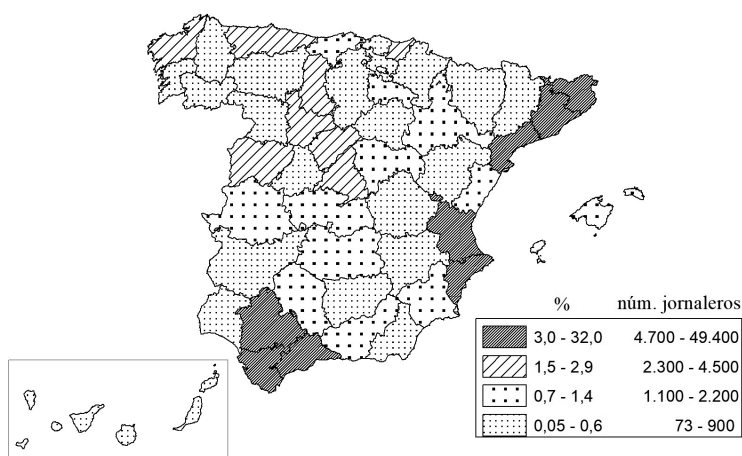 % núm. jornaleros
3,0 - 32,0 4.700 - 49.400
1,5 - 2,9 2.300 - 4.500
0,7 - 1,4 1.100 - 2.200
0,05 - 0,6 73 - 900